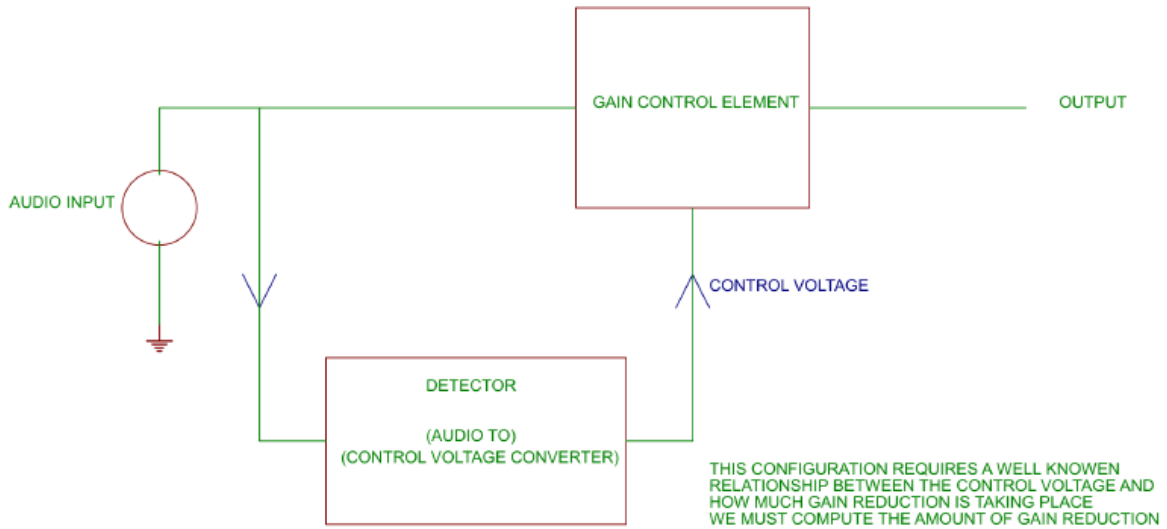 GAIN CONTROL ELEMENT
OUTPUT
AUDIO INPUT
CONTROL VOLTAGE
DETECTOR
(AUDIO TO)
(CONTROL VOLTAGE CONVERTER)
THIS CONFIGURATION REQUIRES A WELL KNOWEN
RELATIONSHIP BETWEEN THE CONTROL VOLTAGE AND
HOW MUCH GAIN REDUCTION IS TAKING PLACE
WE MUST COMPUTE THE AMOUNT OF GAIN REDUCTION